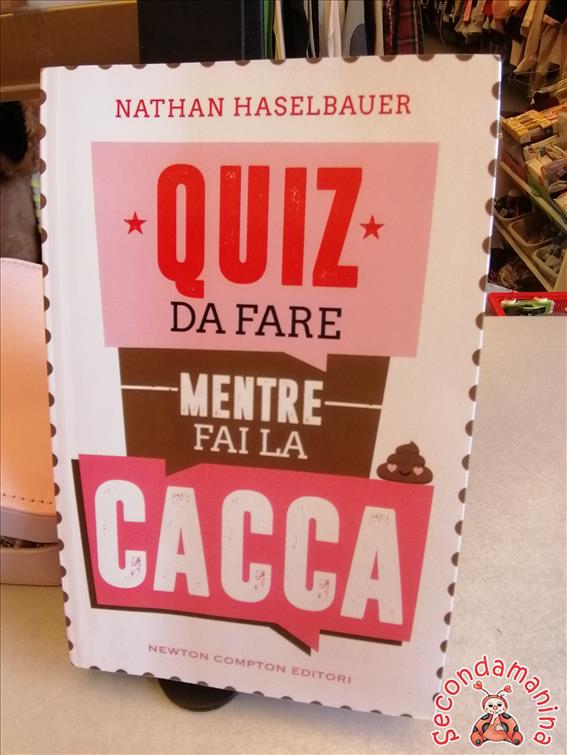 NATHAN HASELBAUER
QUIZ
DA FARE
MENTRE
FAI LA
CACCA
NEWTON COMPTON EDITORI
Secondamanina